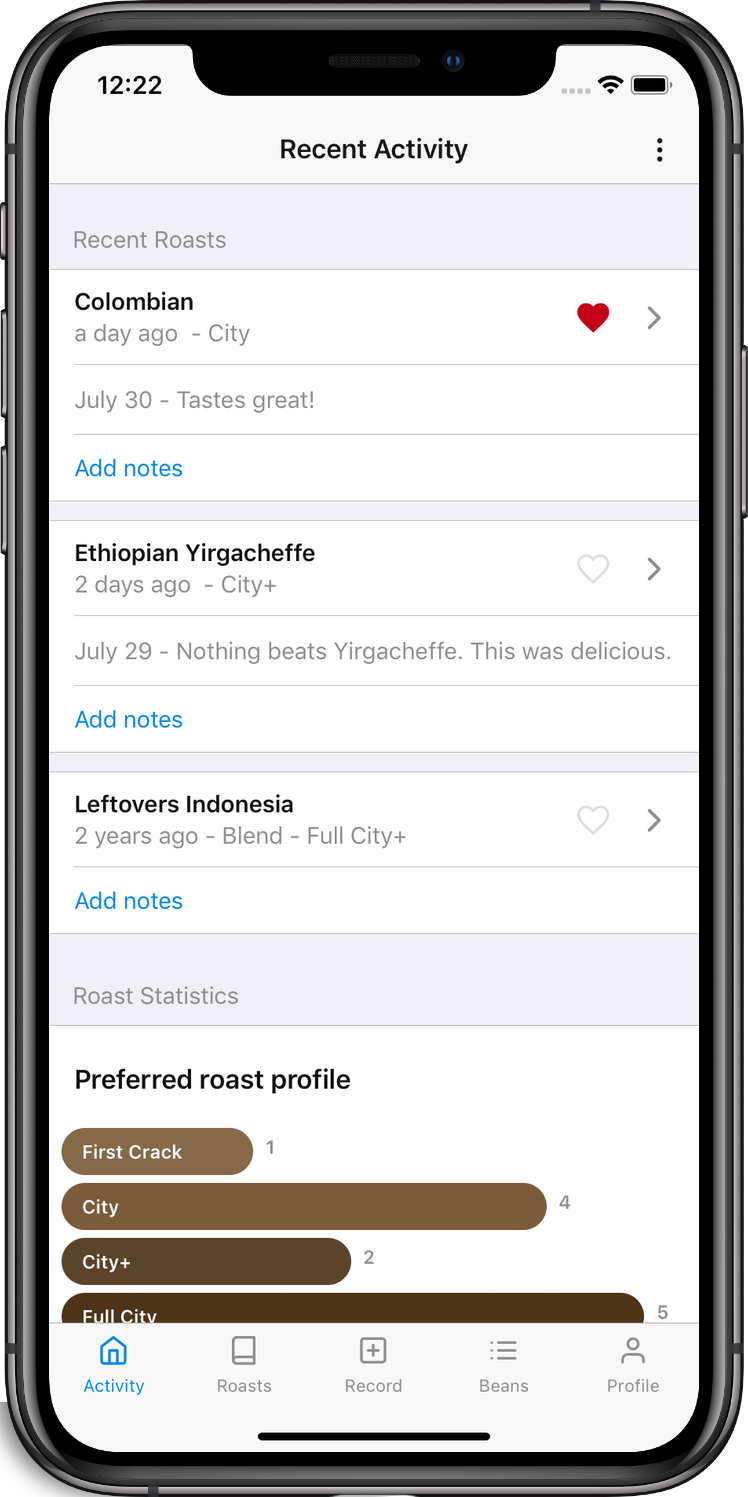 12:22
Recent Activity
Recent Roasts
Colombian
a day ago - City
July 30 - Tastes great!
Add notes
Ethiopian Yirgacheffe
2 days ago - City+
July 29 - Nothing beats Yirgacheffe. This was delicious.
Add notes
Leftovers Indonesia
2 years ago - Blend - Full City+
Add notes
Roast Statistics
Preferred roast profile
First Crack 1
City 4
City+ 2
Full City 5
Activity Roasts Record Beans Profile